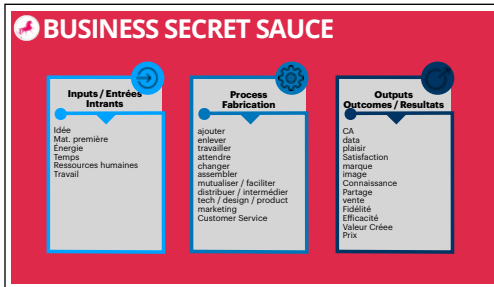 BUSINESS SECRET SAUCE
Inputs / Entrées
Intrants
Idée
Mat. première
Énergie
Temps
Ressources humaines
Travail
Process
Fabrication
ajouter
enlever
travailler
attendre
changer
assembler
mutualiser / faciliter
distribuer / intermédier
tech / design / product
marketing
Customer Service
Outputs
Outcomes / Resultats
CA
data
plaisir
Satisfaction
marque
image
Connaissance
Partage
vente
Fidélité
Efficacité
Valeur Créee
Prix